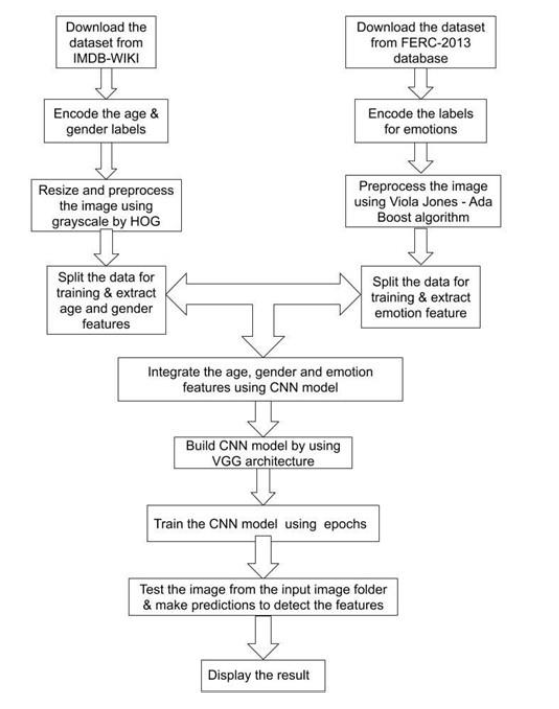 Download the
dataset from
IMDB-WIKI
Download the dataset
from FERC-2013
database
Encode the age &
gender labels
Encode the labels
for emotions
Resize and preprocess
the image using
grayscale by HOG
Preprocess the image
using Viola Jones - Ada
Boost algorithm
Split the data for
training & extract
age and gender
features
Split the data for
training & extract
emotion feature
Integrate the age, gender and emotion
features using CNN model
Build CNN model by using
VGG architecture
Train the CNN model using epochs
Test the image from the input image folder
& make predictions to detect the features
Display the result